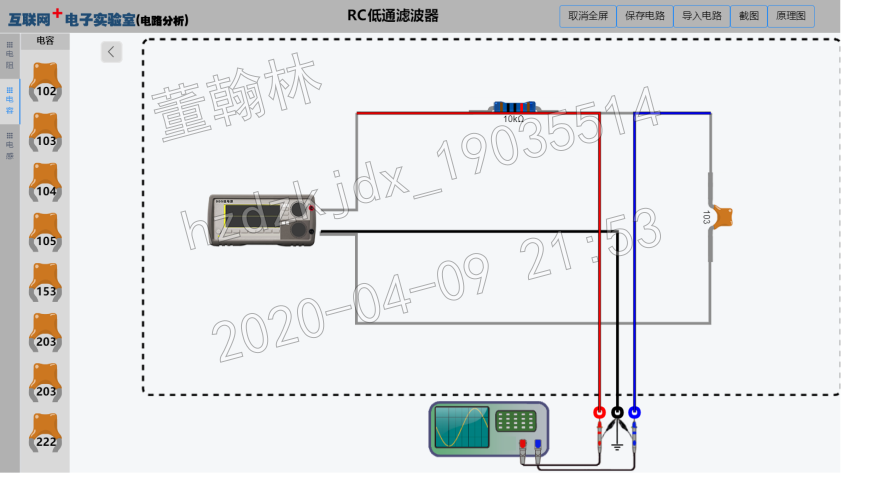 互联网+电子实验室(电路分析)
RC低通滤波器
取消全屏 保存电路 导入电路 截图 原理图
电阻
电容
电感
电容
102
103
104
105
153
203
203
222
10kΩ
103
董翰林
hzdzkjdx_19035514
2020-04-09 21:53